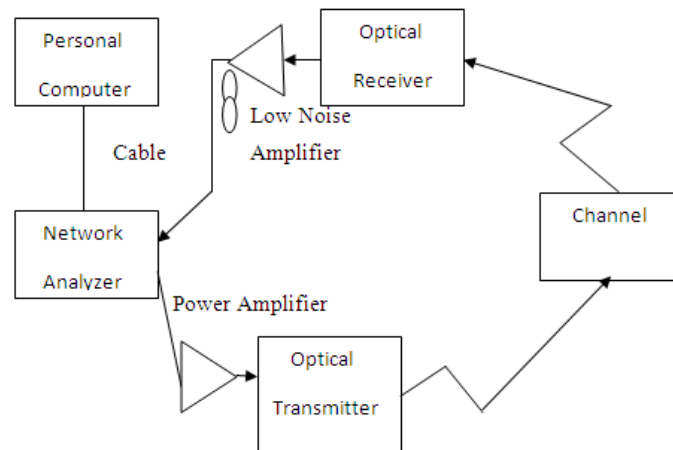 Personal
Computer
Optical
Receiver
Low Noise
Amplifier
Cable
Channel
Network
Analyzer
Power Amplifier
Optical
Transmitter